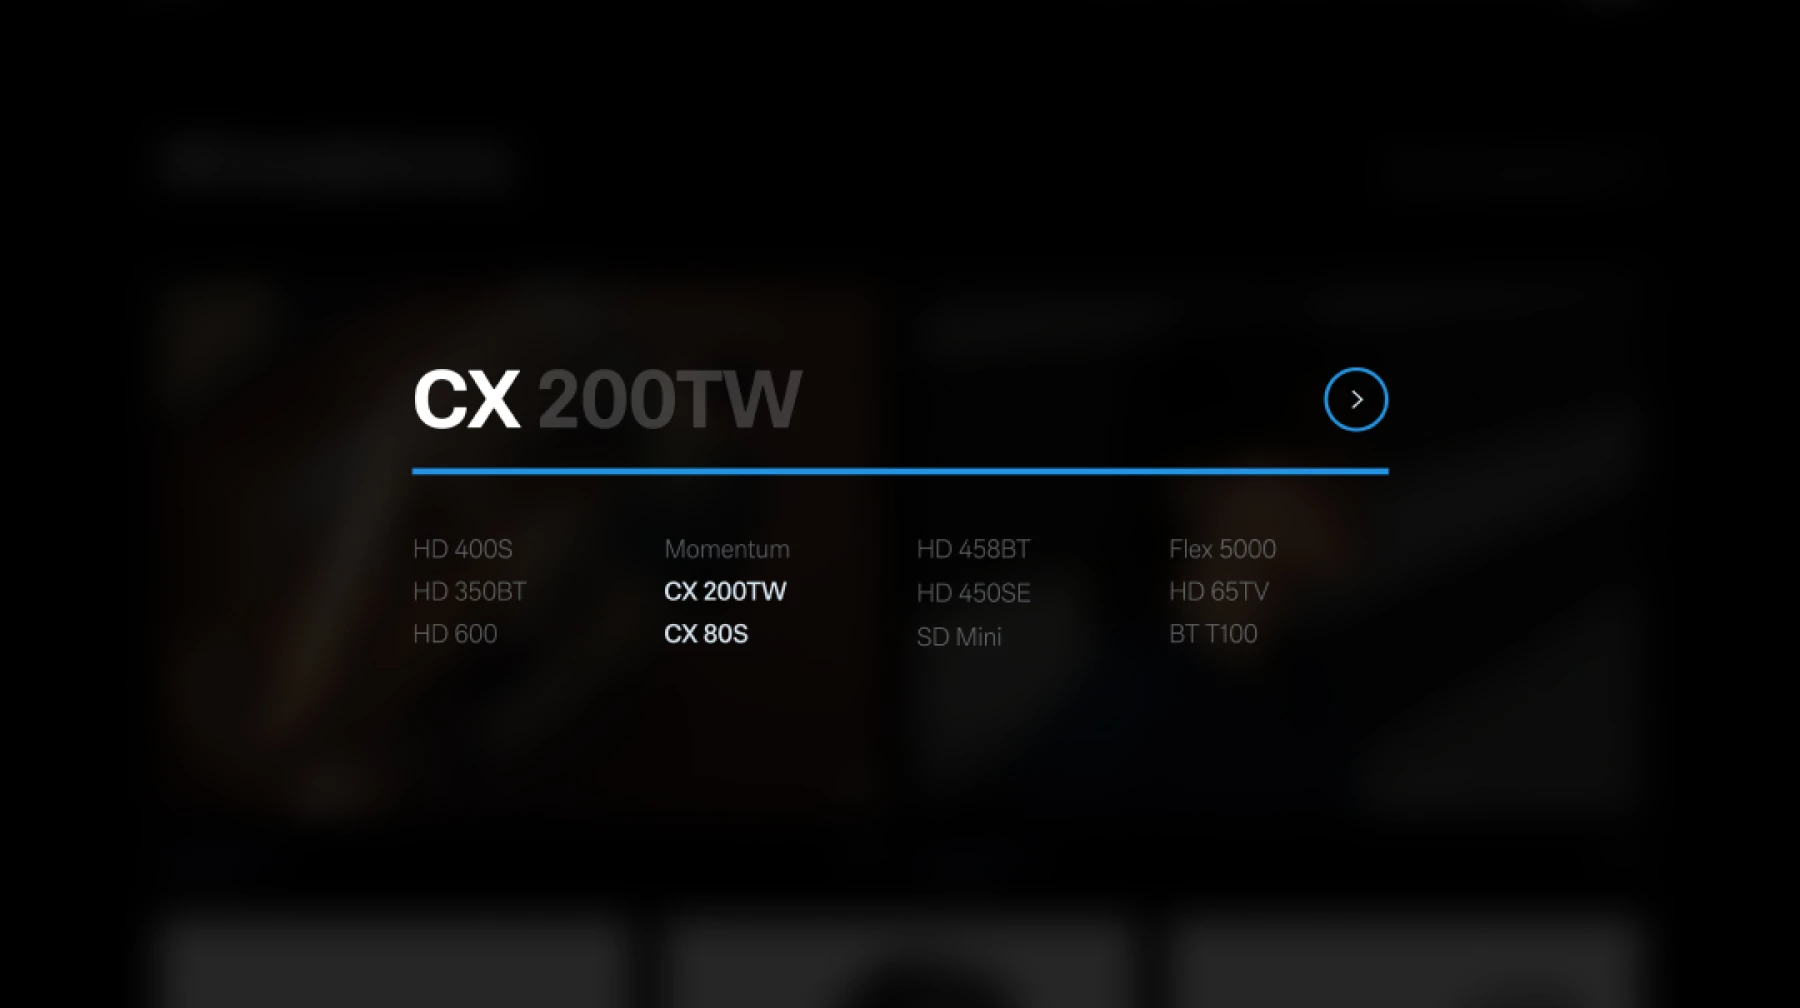 CX 200TW
HD 400S
HD 350BT
HD 600
Momentum
CX 200TW
CX 80S
HD 458BT
HD 450SE
SD Mini
Flex 5000
HD 65TV
BT T100